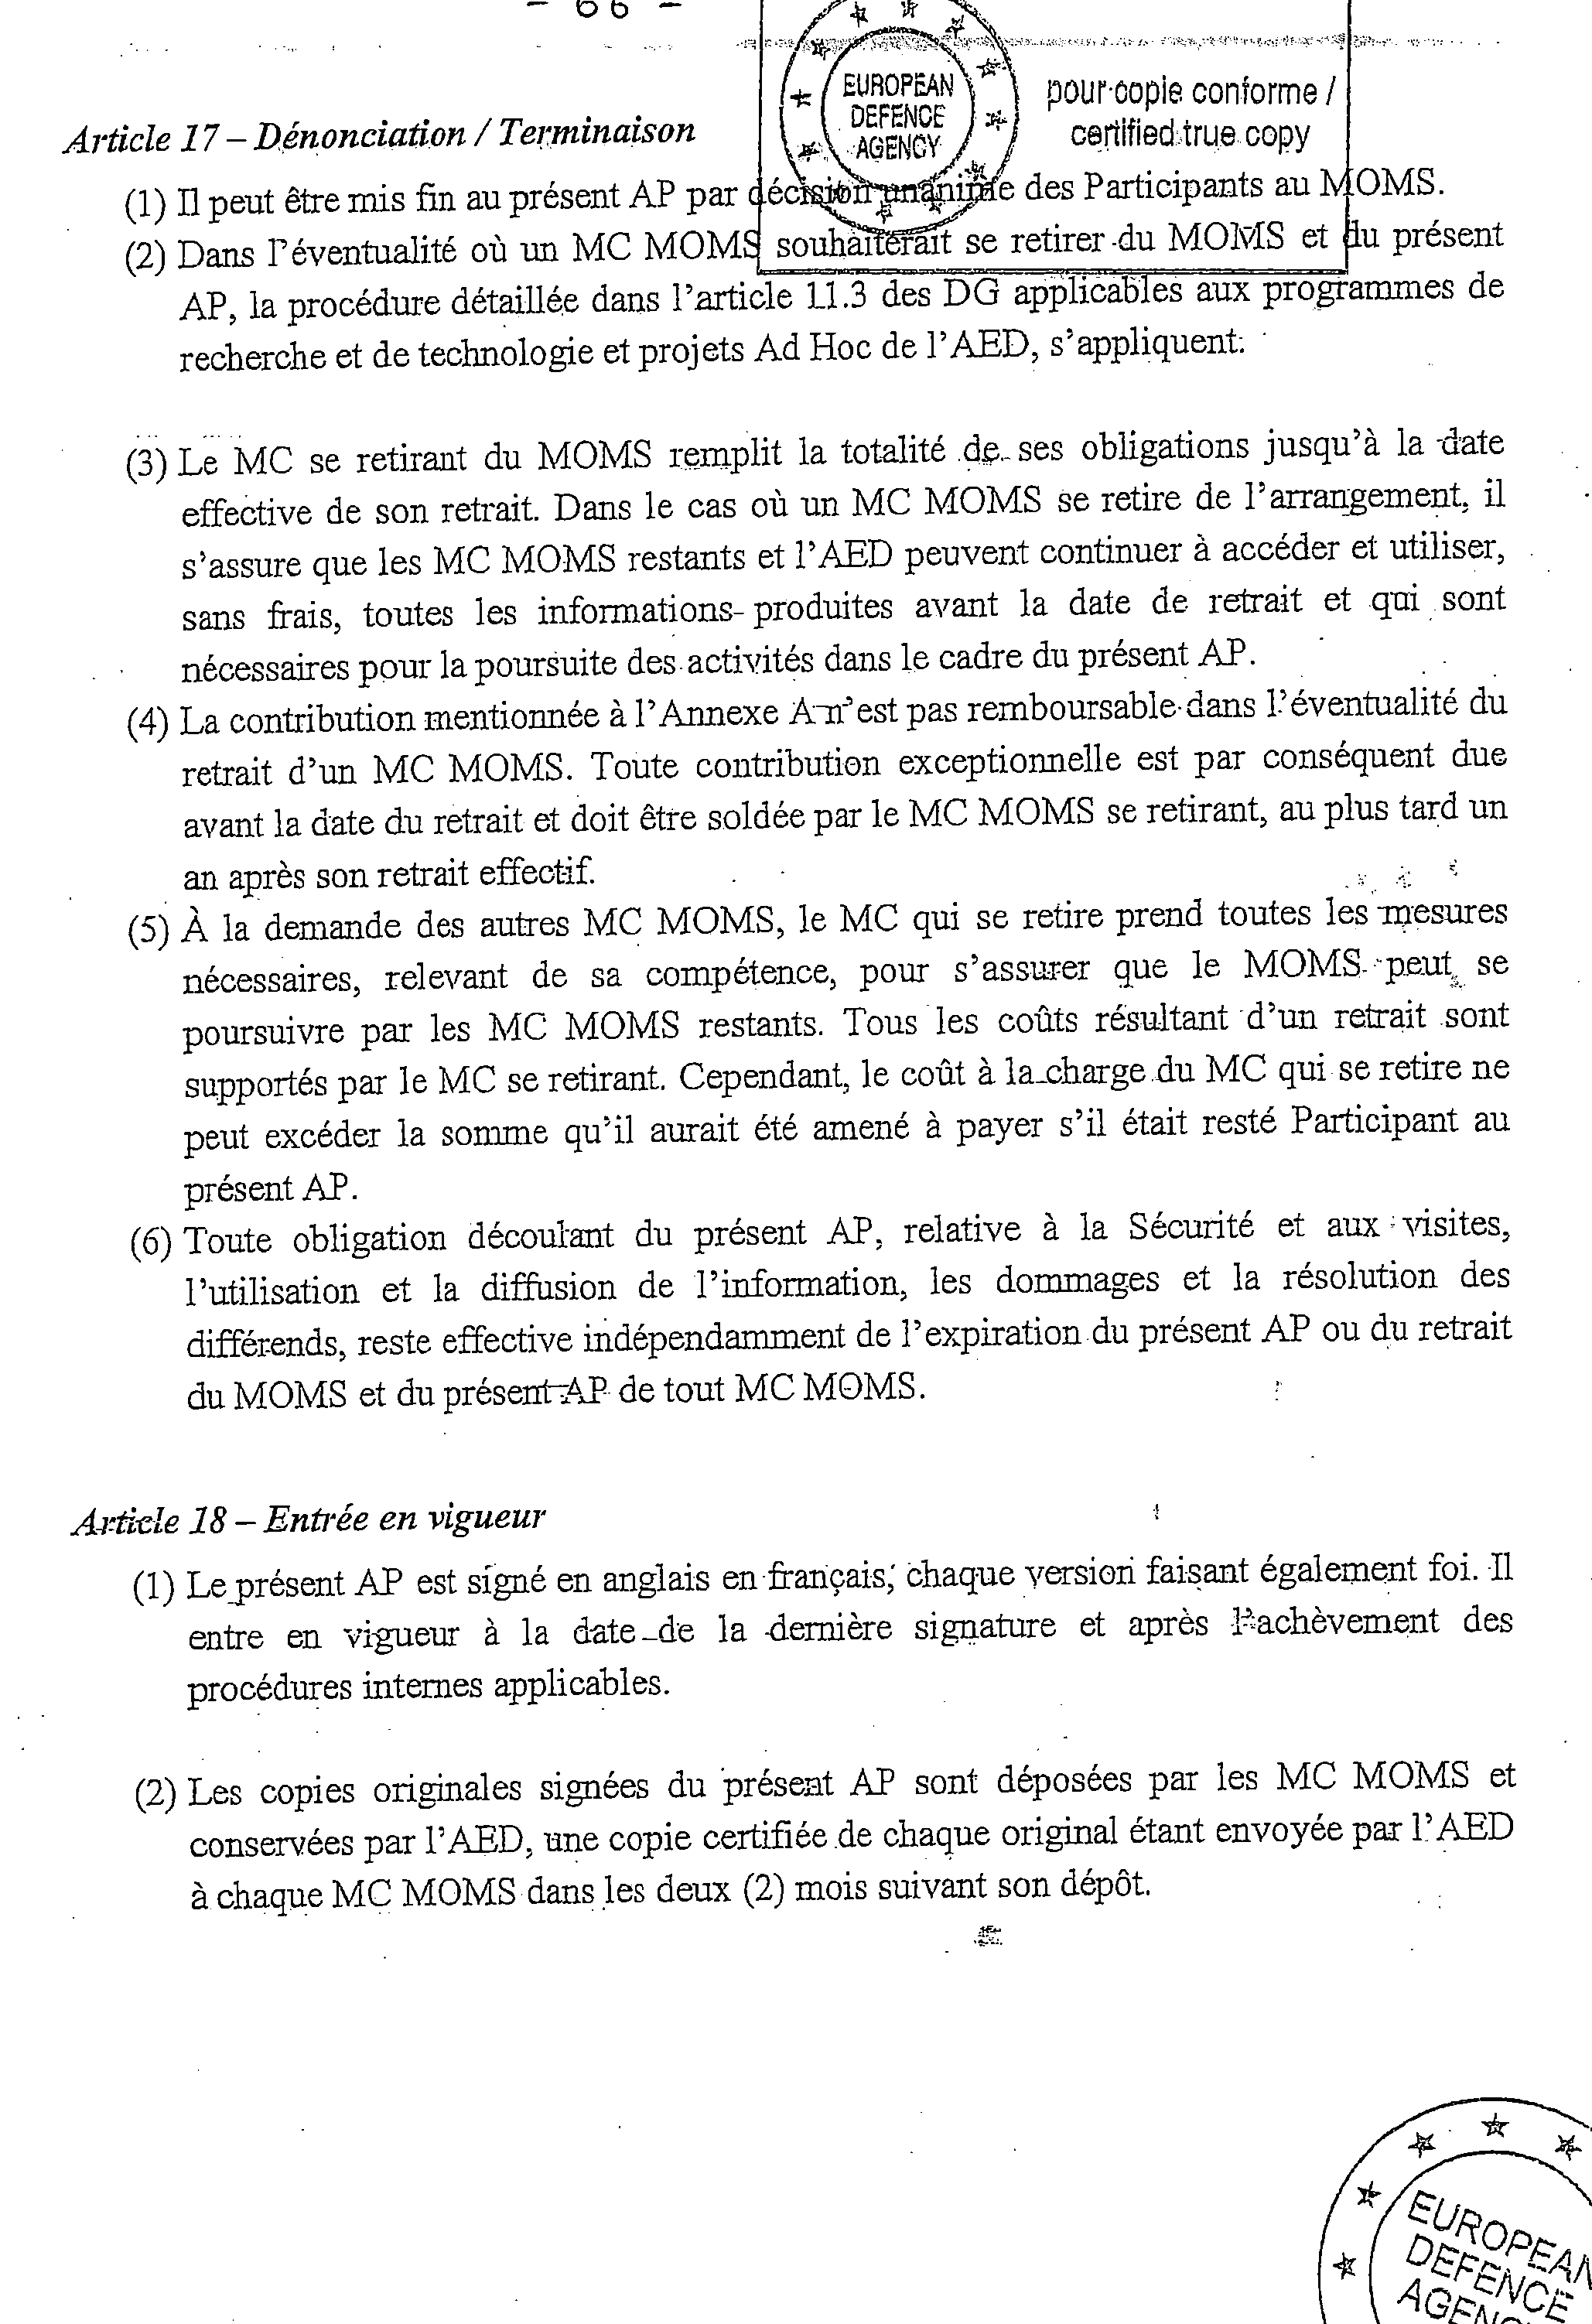 - 66 -
EUROPEAN
DEFENCE
AGENCY
pour copie conforme /
certified true copy
Article 17 – Dénonciation / Terminaison
(1) Il peut être mis fin au présent AP par décision unanime des Participants au MOMS.
(2) Dans l'éventualité où un MC MOMS souhaiterait se retirer du MOMS et du présent
AP, la procédure détaillée dans l'article 11.3 des DG applicables aux programmes de
recherche et de technologie et projets Ad Hoc de l'AED, s'appliquent.
(3) Le MC se retirant du MOMS remplit la totalité de ses obligations jusqu'à la date
effective de son retrait. Dans le cas où un MC MOMS se retire de l'arrangement, il
s'assure que les MC MOMS restants et l'AED peuvent continuer à accéder et utiliser,
sans frais, toutes les informations produites avant la date de retrait et qui sont
nécessaires pour la poursuite des activités dans le cadre du présent AP.
(4) La contribution mentionnée à l'Annexe A n'est pas remboursable dans l'éventualité du
retrait d'un MC MOMS. Toute contribution exceptionnelle est par conséquent due
avant la date du retrait et doit être soldée par le MC MOMS se retirant, au plus tard un
an après son retrait effectif.
(5) À la demande des autres MC MOMS, le MC qui se retire prend toutes les mesures
nécessaires, relevant de sa compétence, pour s'assurer que le MOMS peut se
poursuivre par les MC MOMS restants. Tous les coûts résultant d'un retrait sont
supportés par le MC se retirant. Cependant, le coût à la charge du MC qui se retire ne
peut excéder la somme qu'il aurait été amené à payer s'il était resté Participant au
présent AP.
(6) Toute obligation découlant du présent AP, relative à la Sécurité et aux visites,
l'utilisation et la diffusion de l'information, les dommages et la résolution des
différends, reste effective indépendamment de l'expiration du présent AP ou du retrait
du MOMS et du présent AP de tout MC MOMS.
Article 18 – Entrée en vigueur
(1) Le présent AP est signé en anglais en français, chaque version faisant également foi. Il
entre en vigueur à la date de la dernière signature et après l'achèvement des
procédures internes applicables.
(2) Les copies originales signées du présent AP sont déposées par les MC MOMS et
conservées par l'AED, une copie certifiée de chaque original étant envoyée par l'AED
à chaque MC MOMS dans les deux (2) mois suivant son dépôt.
EUROPEAN
DEFENCE